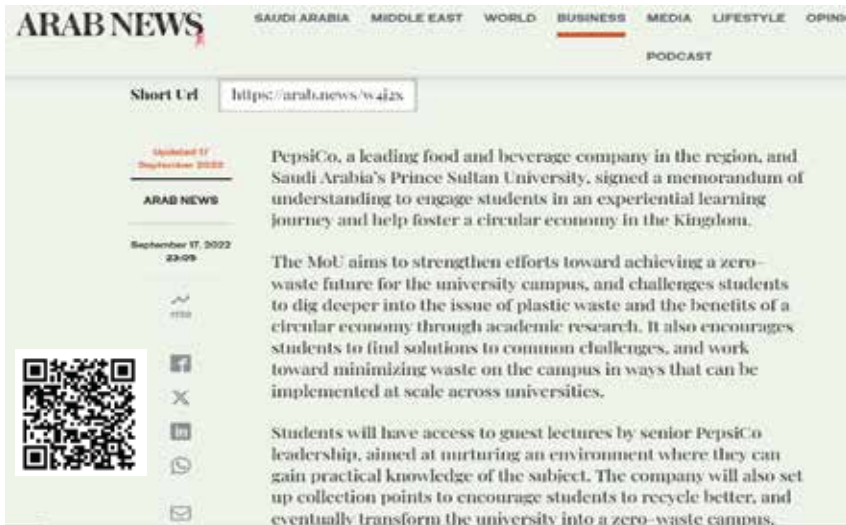 ARAB NEWS
SAUDI ARABIA MIDDLE EAST WORLD BUSINESS MEDIA LIFESTYLE OPINI
PODCAST
Short Url https://arab.news/w4j2x
Updated 17
September 2022
ARAB NEWS
September 17, 2022
23:05
PepsiCo, a leading food and beverage company in the region, and
Saudi Arabia's Prince Sultan University, signed a memorandum of
understanding to engage students in an experiential learning
journey and help foster a circular economy in the Kingdom.
The MoU aims to strengthen efforts toward achieving a zero-
waste future for the university campus, and challenges students
to dig deeper into the issue of plastic waste and the benefits of a
circular economy through academic research. It also encourages
students to find solutions to common challenges, and work
toward minimizing waste on the campus in ways that can be
implemented at scale across universities.
Students will have access to guest lectures by senior PepsiCo
leadership, aimed at nurturing an environment where they can
gain practical knowledge of the subject. The company will also set
up collection points to encourage students to recycle better, and
eventually transform the university into a zero-waste campus.